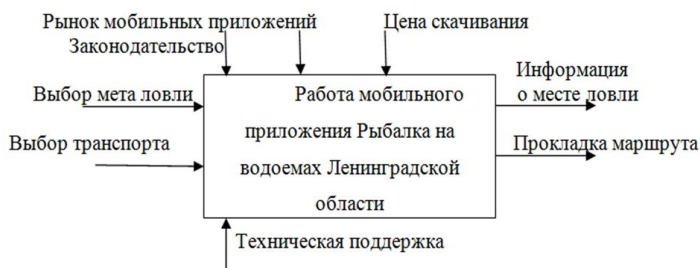 Рынок мобильных приложений
Цена скачивания
Законодательство
Информация
о месте ловли
Выбор мета ловли
Работа мобильного
приложения Рыбалка на
водоемах Ленинградской
области
Выбор транспорта
Прокладка маршрута
Техническая поддержка